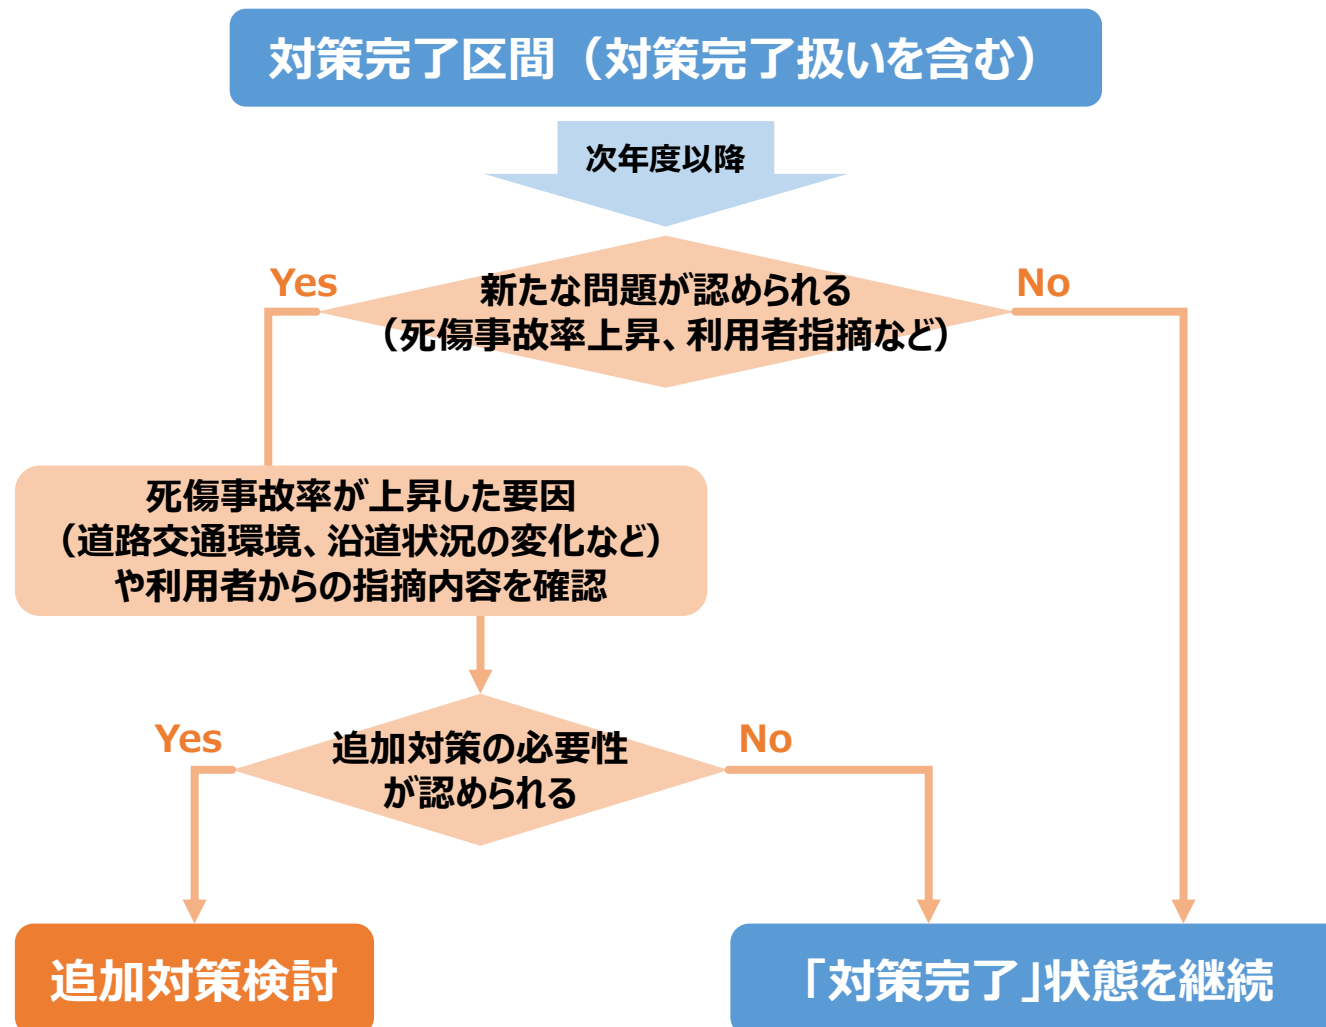 対策完了区間（対策完了扱いを含む）
次年度以降
Yes
新たな問題が認められる
（死傷事故率上昇、利用者指摘など）
No
死傷事故率が上昇した要因
（道路交通環境、沿道状況の変化など）
や利用者からの指摘内容を確認
Yes
追加対策の必要性
が認められる
No
追加対策検討
「対策完了」状態を継続